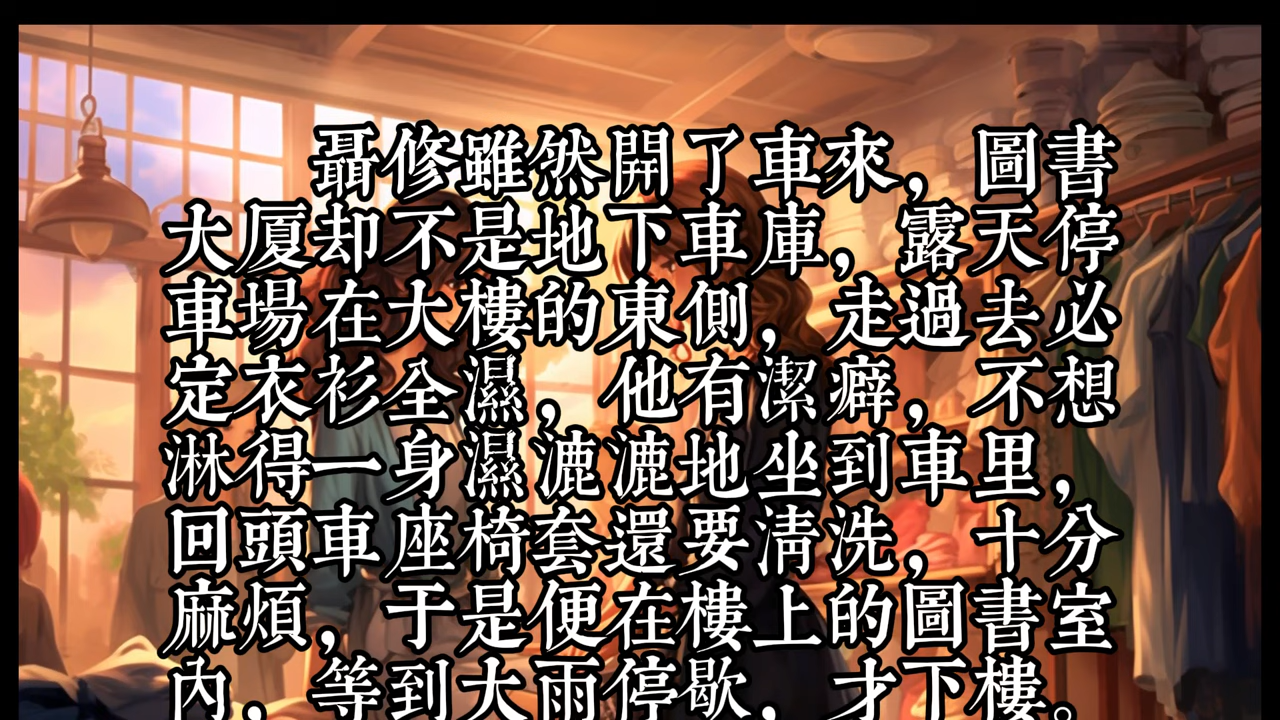 聶修雖然開了車來，圖書
大厦却不是地下車庫，露天停
車場在大樓的東側，走過去必
定衣衫全濕，他有潔癖，不想
淋得一身濕漉漉地坐到車里，
回頭車座椅套還要清洗，十分
麻煩，于是便在樓上的圖書室
內，等到大雨停歇，才下樓。